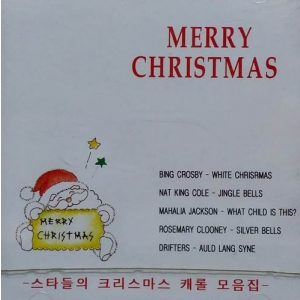 MERRY
CHRISTMAS
BING CROSBY - WHITE CHRISRMAS
NAT KING COLE - JINGLE BELLS
MAHALIA JACKSON - WHAT CHILD IS THIS?
ROSEMARY CLOONEY - SILVER BELLS
DRIFTERS - AULD LANG SYNE
MERRY
CHRISTMAS
-스타들의 크리스마스 캐롤 모음집-